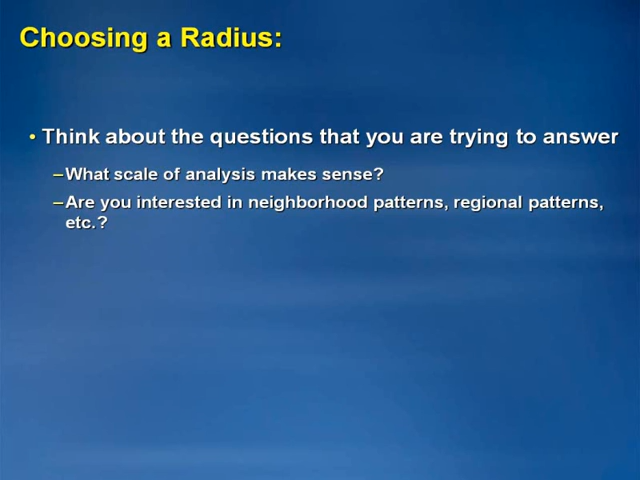 Choosing a Radius:
• Think about the questions that you are trying to answer
–What scale of analysis makes sense?
–Are you interested in neighborhood patterns, regional patterns,
etc.?